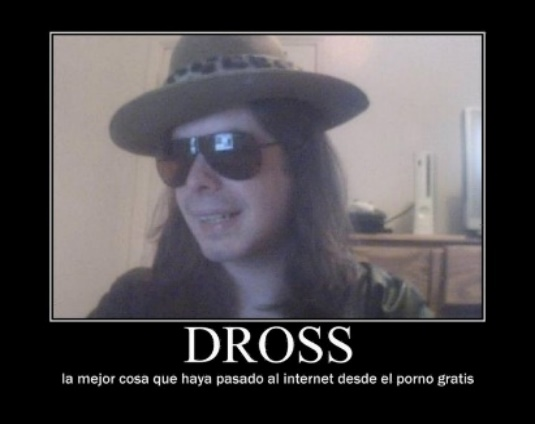 DROSS
la mejor cosa que haya pasado al internet desde el porno gratis